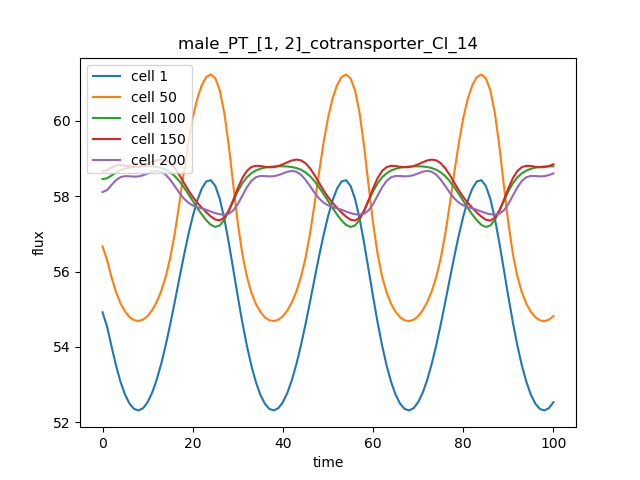 male_PT_[1, 2]_cotransporter_Cl_14
cell 1
cell 50
cell 100
cell 150
cell 200
60
58
56
54
52
flux
0
20
40
60
80
100
time